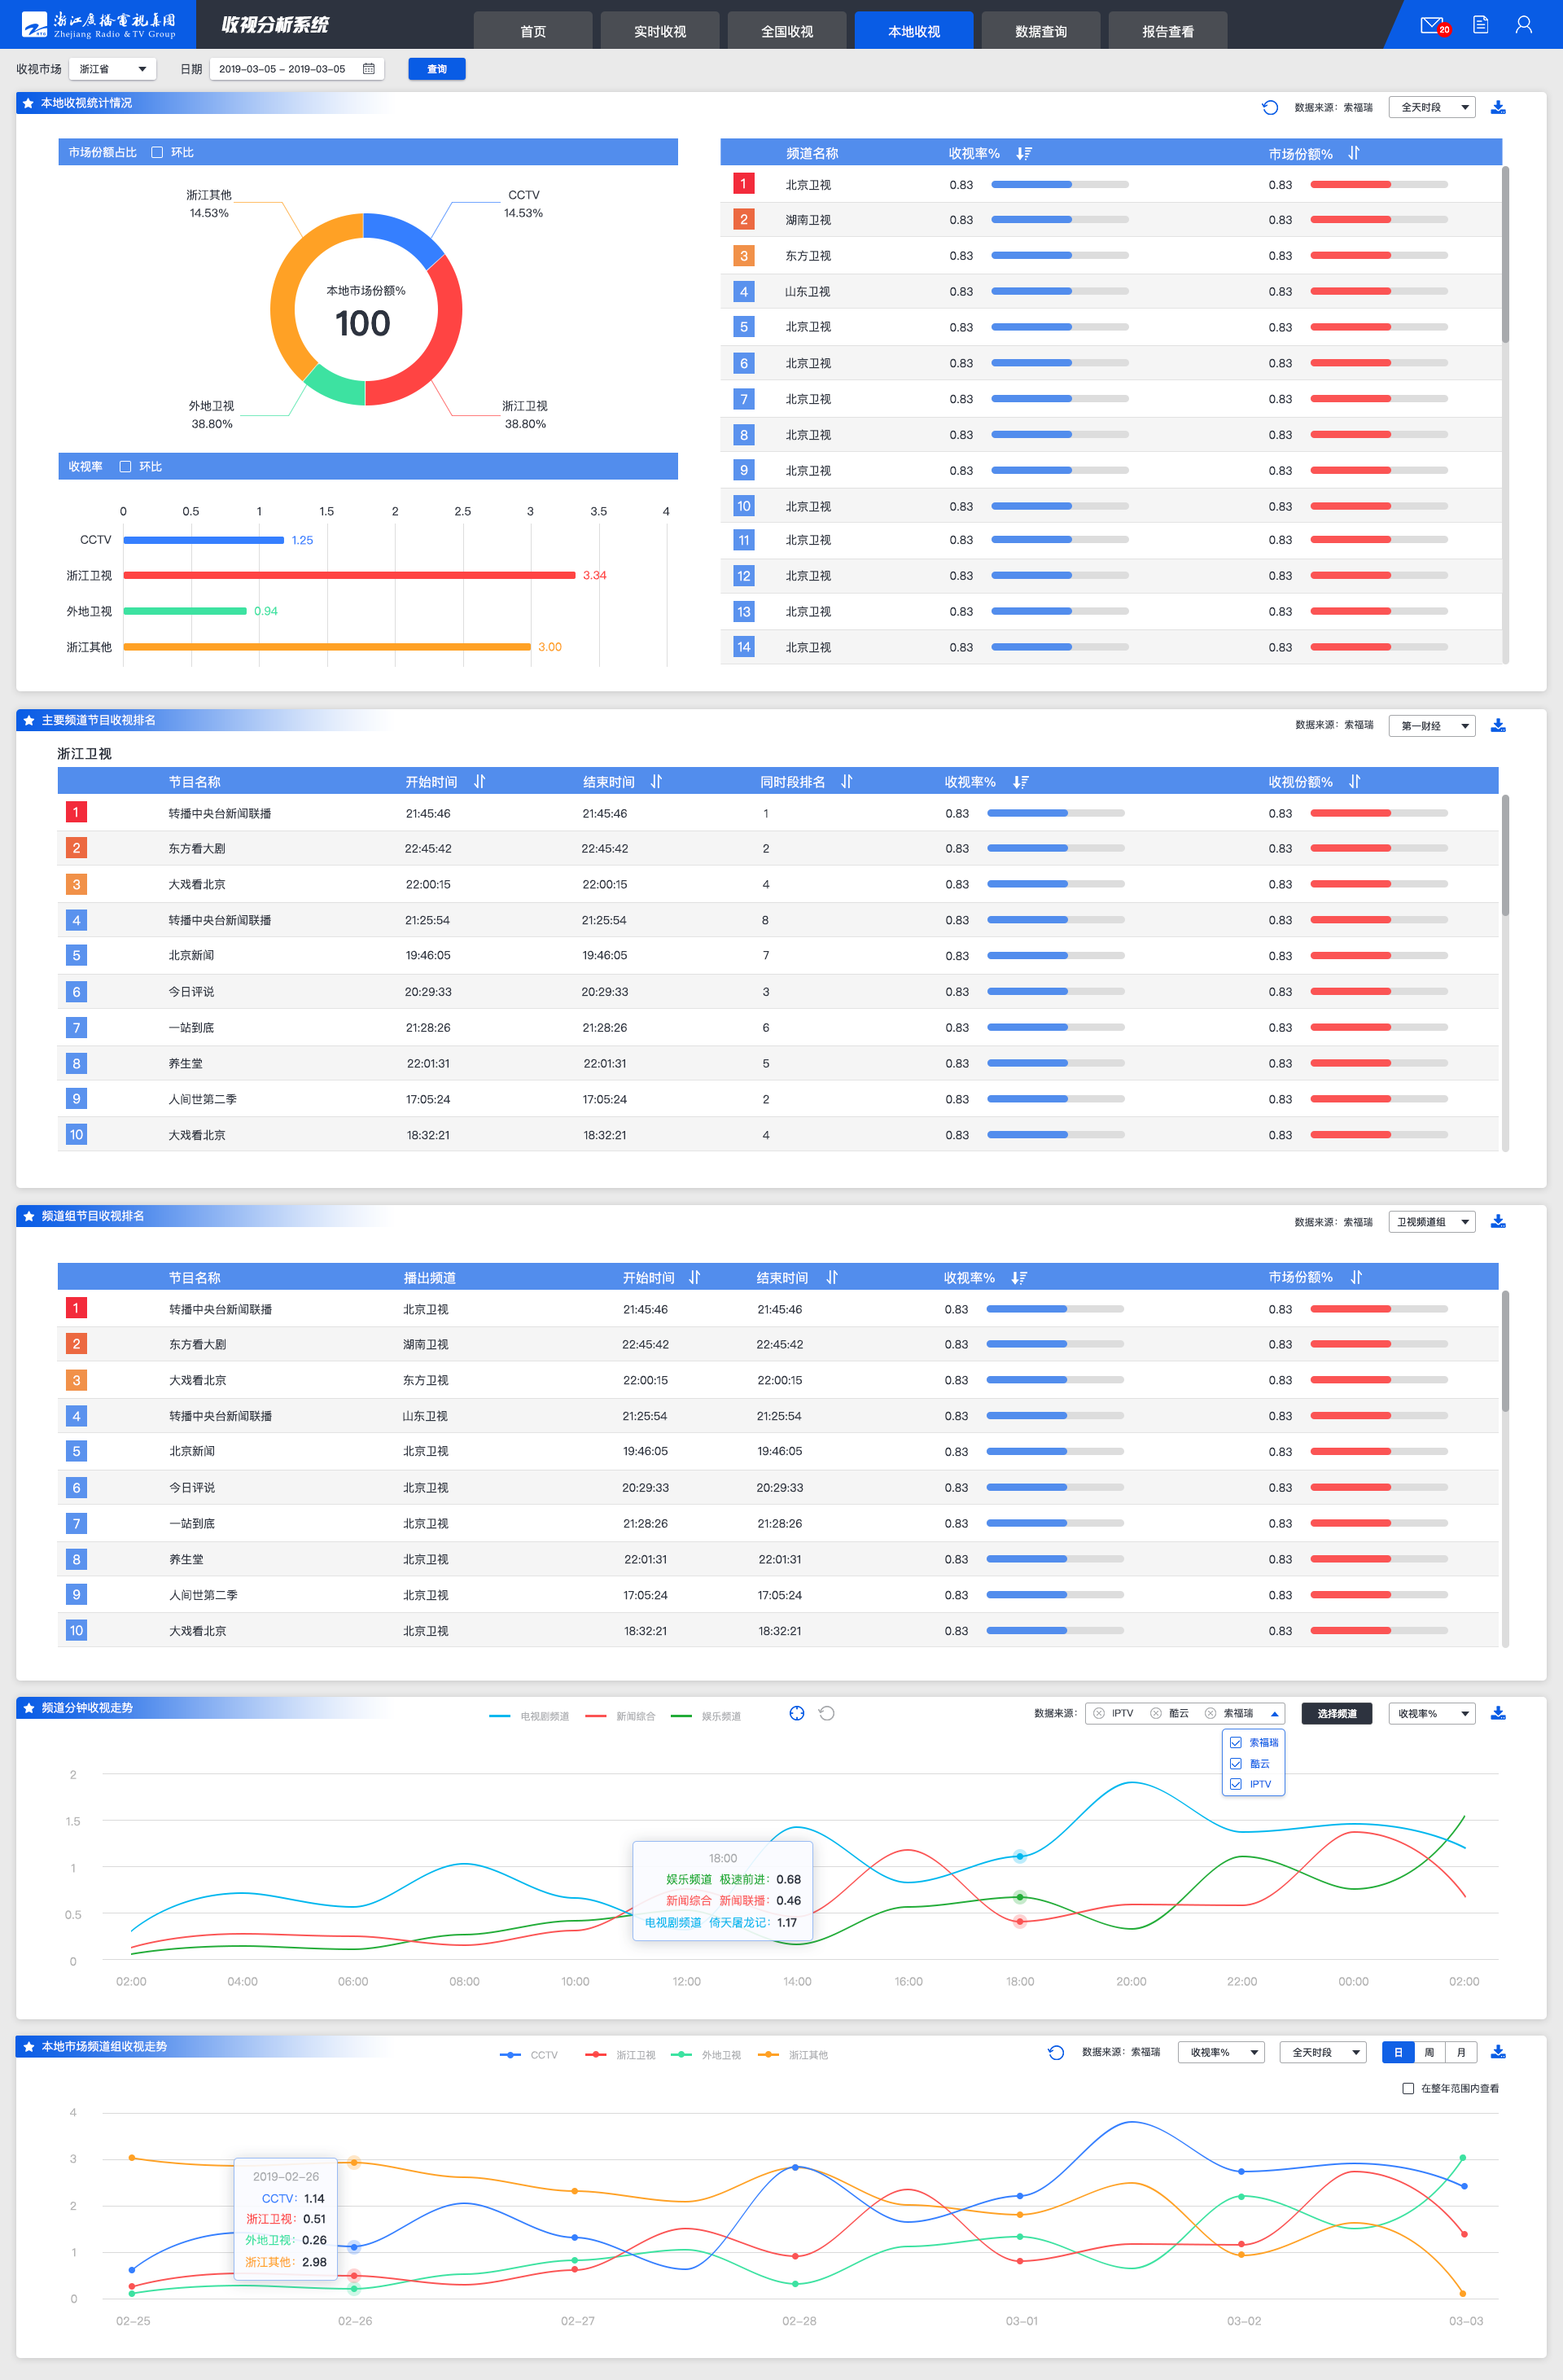 浙江广播电视集团
Zhejiang Radio & TV Group
收视分析系统
首页 实时收视 全国收视 本地收视 数据查询 报告查看
20
收视市场 浙江省 日期 2019-03-05 - 2019-03-05 查询
本地收视统计情况
数据来源：索福瑞 全天时段
市场份额占比 环比
浙江其他
14.53%
CCTV
14.53%
本地市场份额%
100
外地卫视
38.80%
浙江卫视
38.80%
收视率 环比
0 0.5 1 1.5 2 2.5 3 3.5 4
CCTV 1.25
浙江卫视 3.34
外地卫视 0.94
浙江其他 3.00
频道名称 收视率% 市场份额%
1 北京卫视 0.83 0.83
2 湖南卫视 0.83 0.83
3 东方卫视 0.83 0.83
4 山东卫视 0.83 0.83
5 北京卫视 0.83 0.83
6 北京卫视 0.83 0.83
7 北京卫视 0.83 0.83
8 北京卫视 0.83 0.83
9 北京卫视 0.83 0.83
10 北京卫视 0.83 0.83
11 北京卫视 0.83 0.83
12 北京卫视 0.83 0.83
13 北京卫视 0.83 0.83
14 北京卫视 0.83 0.83
主要频道节目收视排名
数据来源：索福瑞 第一财经
浙江卫视
节目名称 开始时间 结束时间 同时段排名 收视率% 收视份额%
1 转播中央台新闻联播 21:45:46 21:45:46 1 0.83 0.83
2 东方看大剧 22:45:42 22:45:42 2 0.83 0.83
3 大戏看北京 22:00:15 22:00:15 4 0.83 0.83
4 转播中央台新闻联播 21:25:54 21:25:54 8 0.83 0.83
5 北京新闻 19:46:05 19:46:05 7 0.83 0.83
6 今日评说 20:29:33 20:29:33 3 0.83 0.83
7 一站到底 21:28:26 21:28:26 6 0.83 0.83
8 养生堂 22:01:31 22:01:31 5 0.83 0.83
9 人间世第二季 17:05:24 17:05:24 2 0.83 0.83
10 大戏看北京 18:32:21 18:32:21 4 0.83 0.83
频道组节目收视排名
数据来源：索福瑞 卫视频道组
节目名称 播出频道 开始时间 结束时间 收视率% 市场份额%
1 转播中央台新闻联播 北京卫视 21:45:46 21:45:46 0.83 0.83
2 东方看大剧 湖南卫视 22:45:42 22:45:42 0.83 0.83
3 大戏看北京 东方卫视 22:00:15 22:00:15 0.83 0.83
4 转播中央台新闻联播 山东卫视 21:25:54 21:25:54 0.83 0.83
5 北京新闻 北京卫视 19:46:05 19:46:05 0.83 0.83
6 今日评说 北京卫视 20:29:33 20:29:33 0.83 0.83
7 一站到底 北京卫视 21:28:26 21:28:26 0.83 0.83
8 养生堂 北京卫视 22:01:31 22:01:31 0.83 0.83
9 人间世第二季 北京卫视 17:05:24 17:05:24 0.83 0.83
10 大戏看北京 北京卫视 18:32:21 18:32:21 0.83 0.83
频道分钟收视走势
电视剧频道 新闻综合 娱乐频道
数据来源： IPTV 酷云 索福瑞 选择频道 收视率%
索福瑞
酷云
IPTV
2
1.5
1
0.5
0
18:00
娱乐频道 极速前进：0.68
新闻综合 新闻联播：0.46
电视剧频道 倚天屠龙记：1.17
02:00 04:00 06:00 08:00 10:00 12:00 14:00 16:00 18:00 20:00 22:00 00:00 02:00
本地市场频道组收视走势
CCTV 浙江卫视 外地卫视 浙江其他
数据来源：索福瑞 收视率% 全天时段 日 周 月
在整年范围内查看
4
3
2
1
0
2019-02-26
CCTV：1.14
浙江卫视：0.51
外地卫视：0.26
浙江其他：2.98
02-25 02-26 02-27 02-28 03-01 03-02 03-03